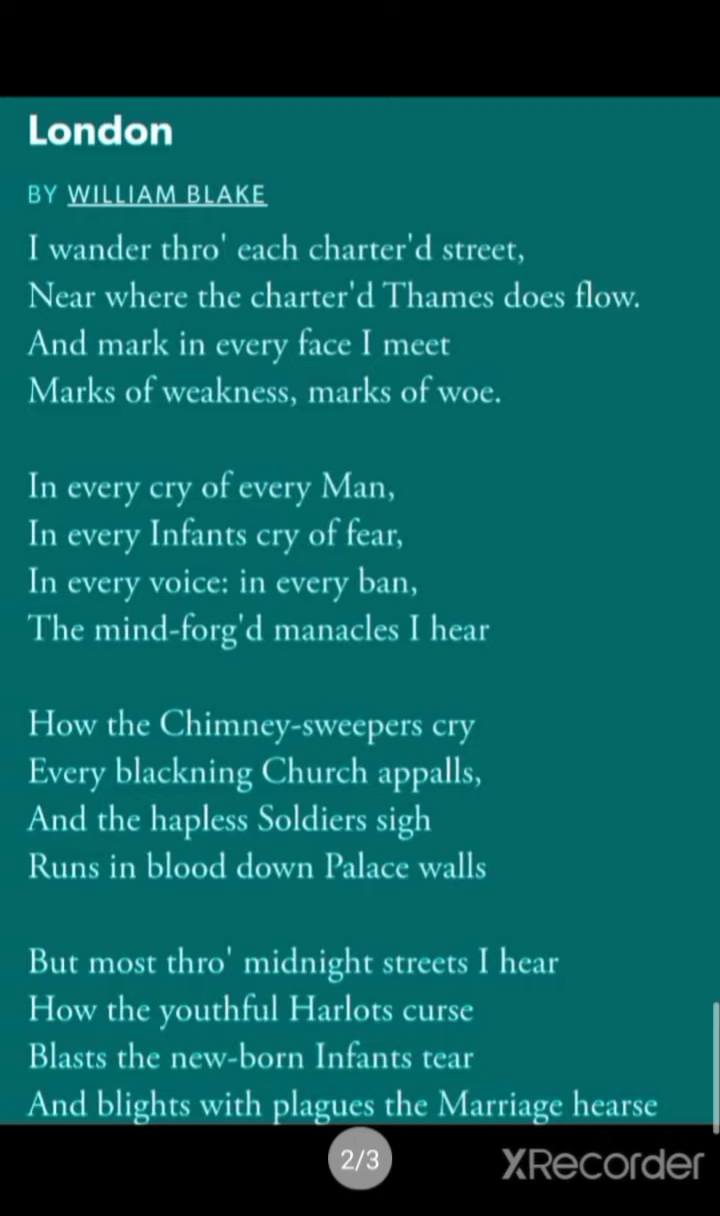 London
BY WILLIAM BLAKE
I wander thro' each charter'd street,
Near where the charter'd Thames does flow.
And mark in every face I meet
Marks of weakness, marks of woe.
In every cry of every Man,
In every Infants cry of fear,
In every voice: in every ban,
The mind-forg'd manacles I hear
How the Chimney-sweepers cry
Every blackning Church appalls,
And the hapless Soldiers sigh
Runs in blood down Palace walls
But most thro' midnight streets I hear
How the youthful Harlots curse
Blasts the new-born Infants tear
And blights with plagues the Marriage hearse
2/3
XRecorder